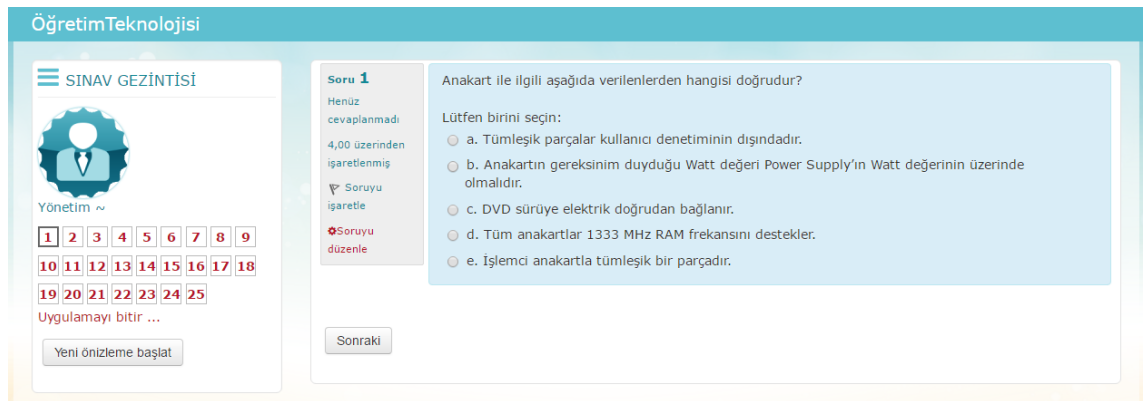 ÖğretimTeknolojisi
SINAV GEZİNTİSİ
Yönetim ~
1 2 3 4 5 6 7 8 9
10 11 12 13 14 15 16 17 18
19 20 21 22 23 24 25
Uygulamayı bitir ...
Yeni önizleme başlat
Soru 1
Henüz
cevaplanmadı
4,00 üzerinden
işaretlenmiş
Soruyu
işaretle
Soruyu
düzenle
Anakart ile ilgili aşağıda verilenlerden hangisi doğrudur?
Lütfen birini seçin:
a. Tümleşik parçalar kullanıcı denetiminin dışındadır.
b. Anakartın gereksinim duyduğu Watt değeri Power Supply'ın Watt değerinin üzerinde
olmalıdır.
c. DVD sürüye elektrik doğrudan bağlanır.
d. Tüm anakartlar 1333 MHz RAM frekansını destekler.
e. İşlemci anakartla tümleşik bir parçadır.
Sonraki